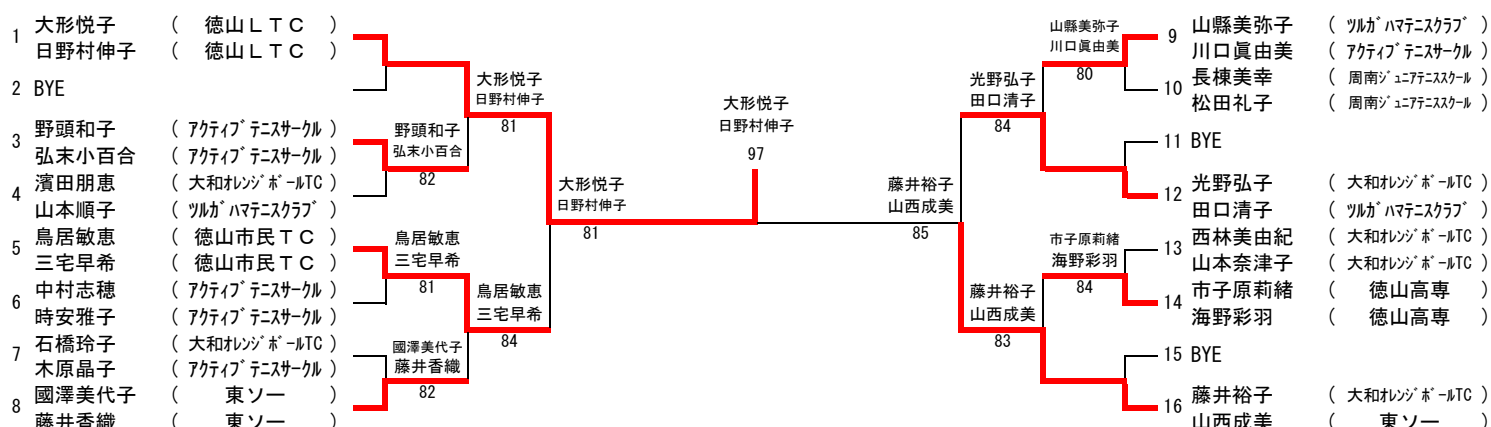 1 大形悦子 ( 徳山LTC )
日野村伸子 ( 徳山LTC )
2 BYE
3 野頭和子 ( アクティブテニスサークル )
弘末小百合 ( アクティブテニスサークル )
4 濱田朋恵 ( 大和オレンジボールTC )
山本順子 ( ツルガハマテニスクラブ )
5 鳥居敏恵 ( 徳山市民TC )
三宅早希 ( 徳山市民TC )
6 中村志穂 ( アクティブテニスサークル )
時安雅子 ( アクティブテニスサークル )
7 石橋玲子 ( 大和オレンジボールTC )
木原晶子 ( アクティブテニスサークル )
8 國澤美代子 ( 東ソー )
藤井香織 ( 東ソー )
野頭和子
弘末小百合
82
鳥居敏恵
三宅早希
81
國澤美代子
藤井香織
82
大形悦子
日野村伸子
81
鳥居敏恵
三宅早希
84
大形悦子
日野村伸子
81
大形悦子
日野村伸子
97
藤井裕子
山西成美
85
光野弘子
田口清子
84
藤井裕子
山西成美
83
山縣美弥子
川口眞由美
80
市子原莉緒
海野彩羽
84
9 山縣美弥子 ( ツルガハマテニスクラブ )
川口眞由美 ( アクティブテニスサークル )
10 長棟美幸 ( 周南ジュニアテニススクール )
松田礼子 ( 周南ジュニアテニススクール )
11 BYE
12 光野弘子 ( 大和オレンジボールTC )
田口清子 ( ツルガハマテニスクラブ )
13 西林美由紀 ( 大和オレンジボールTC )
山本奈津子 ( 大和オレンジボールTC )
14 市子原莉緒 ( 徳山高専 )
海野彩羽 ( 徳山高専 )
15 BYE
16 藤井裕子 ( 大和オレンジボールTC )
山西成美 ( 東ソー )